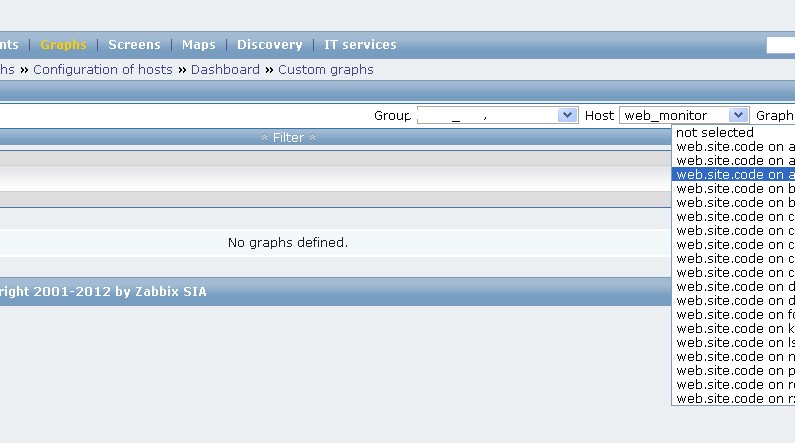 nts | Graphs | Screens | Maps | Discovery | IT services
hs » Configuration of hosts » Dashboard » Custom graphs
Group Host web_monitor Graph
Filter
not selected
web.site.code on a
web.site.code on a
web.site.code on a
web.site.code on b
web.site.code on b
web.site.code on c
web.site.code on c
web.site.code on c
web.site.code on c
web.site.code on c
web.site.code on d
web.site.code on d
web.site.code on fo
web.site.code on k
web.site.code on ls
web.site.code on n
web.site.code on p
web.site.code on re
web.site.code on r
No graphs defined.
right 2001-2012 by Zabbix SIA